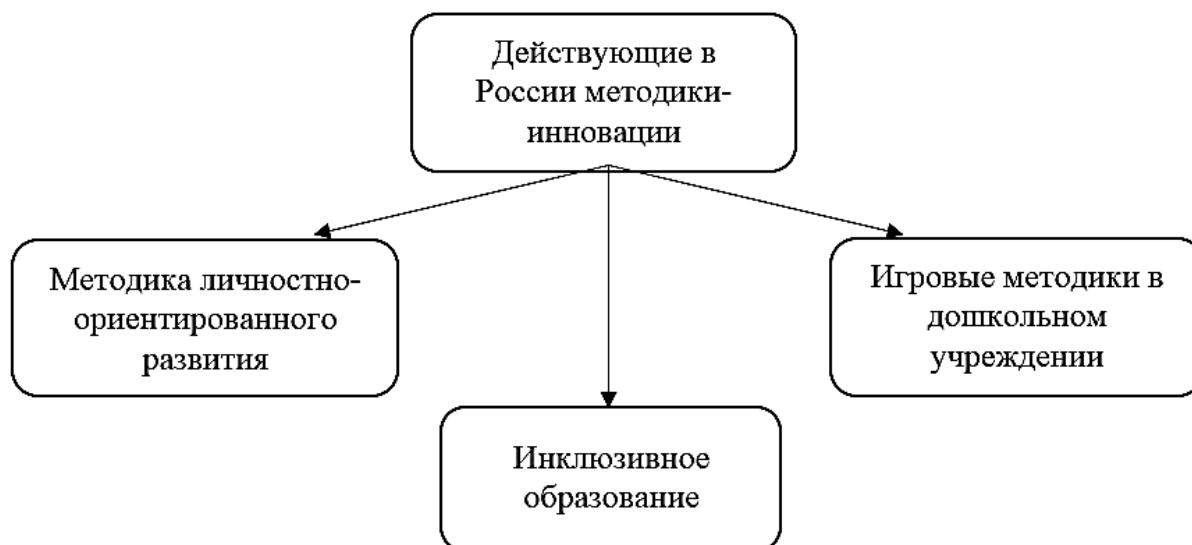 Действующие в
России методики-
инновации
Методика личностно-
ориентированного
развития
Игровые методики в
дошкольном
учреждении
Инклюзивное
образование